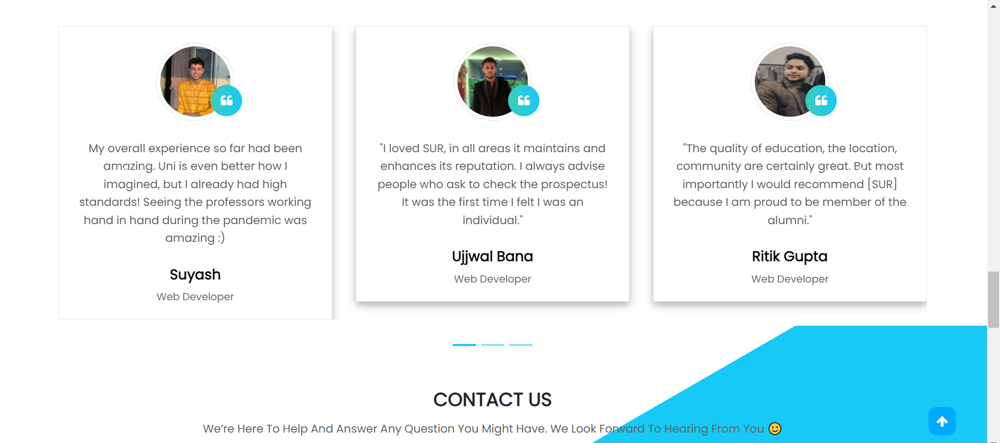 My overall experience so far had been
amazing. Uni is even better how I
imagined, but I already had high
standards! Seeing the professors working
hand in hand during the pandemic was
amazing :)
Suyash
Web Developer
"I loved SUR, in all areas it maintains and
enhances its reputation. I always advise
people who ask to check the prospectus!
It was the first time I felt I was an
individual."
Ujjwal Bana
Web Developer
"The quality of education, the location,
community are certainly great. But most
importantly I would recommend [SUR]
because I am proud to be member of the
alumni."
Ritik Gupta
Web Developer
CONTACT US
We’re Here To Help And Answer Any Question You Might Have. We Look Forward To Hearing From You 🙂